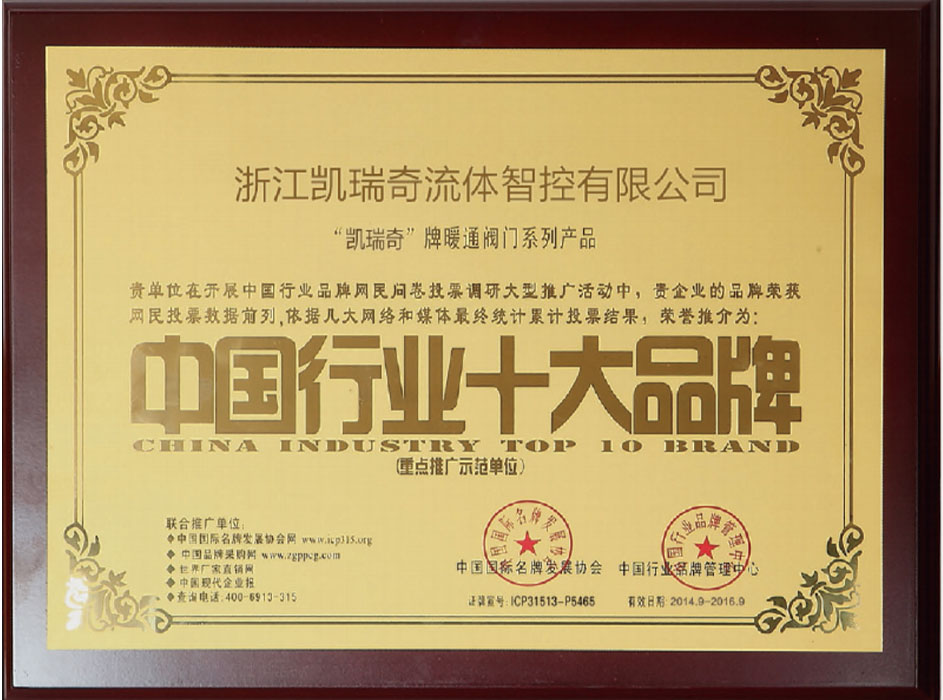 浙江凯瑞奇流体智控有限公司
“凯瑞奇”牌暖通阀门系列产品
贵单位在开展中国行业品牌网民问卷投票调研大型推广活动中，贵企业的品牌荣获
网民投票数据前列，依据几大网络和媒体最终统计累计投票结果，荣誉推介为：
中国行业十大品牌
CHINA INDUSTRY TOP 10 BRAND
（重点推广示范单位）
联合推广单位：
◆中国国际名牌发展协会网 www.icp315.org
◆ 中国品牌采购网 www.zgppcg.com
◆ 世界厂家直销网
◆ 中国现代企业报
◆查询电话：400-6913-315
中国国际名牌发展协会
中国行业品牌管理中心
证牌编号：ICP31513-P5465
有效日期：2014.9-2016.9